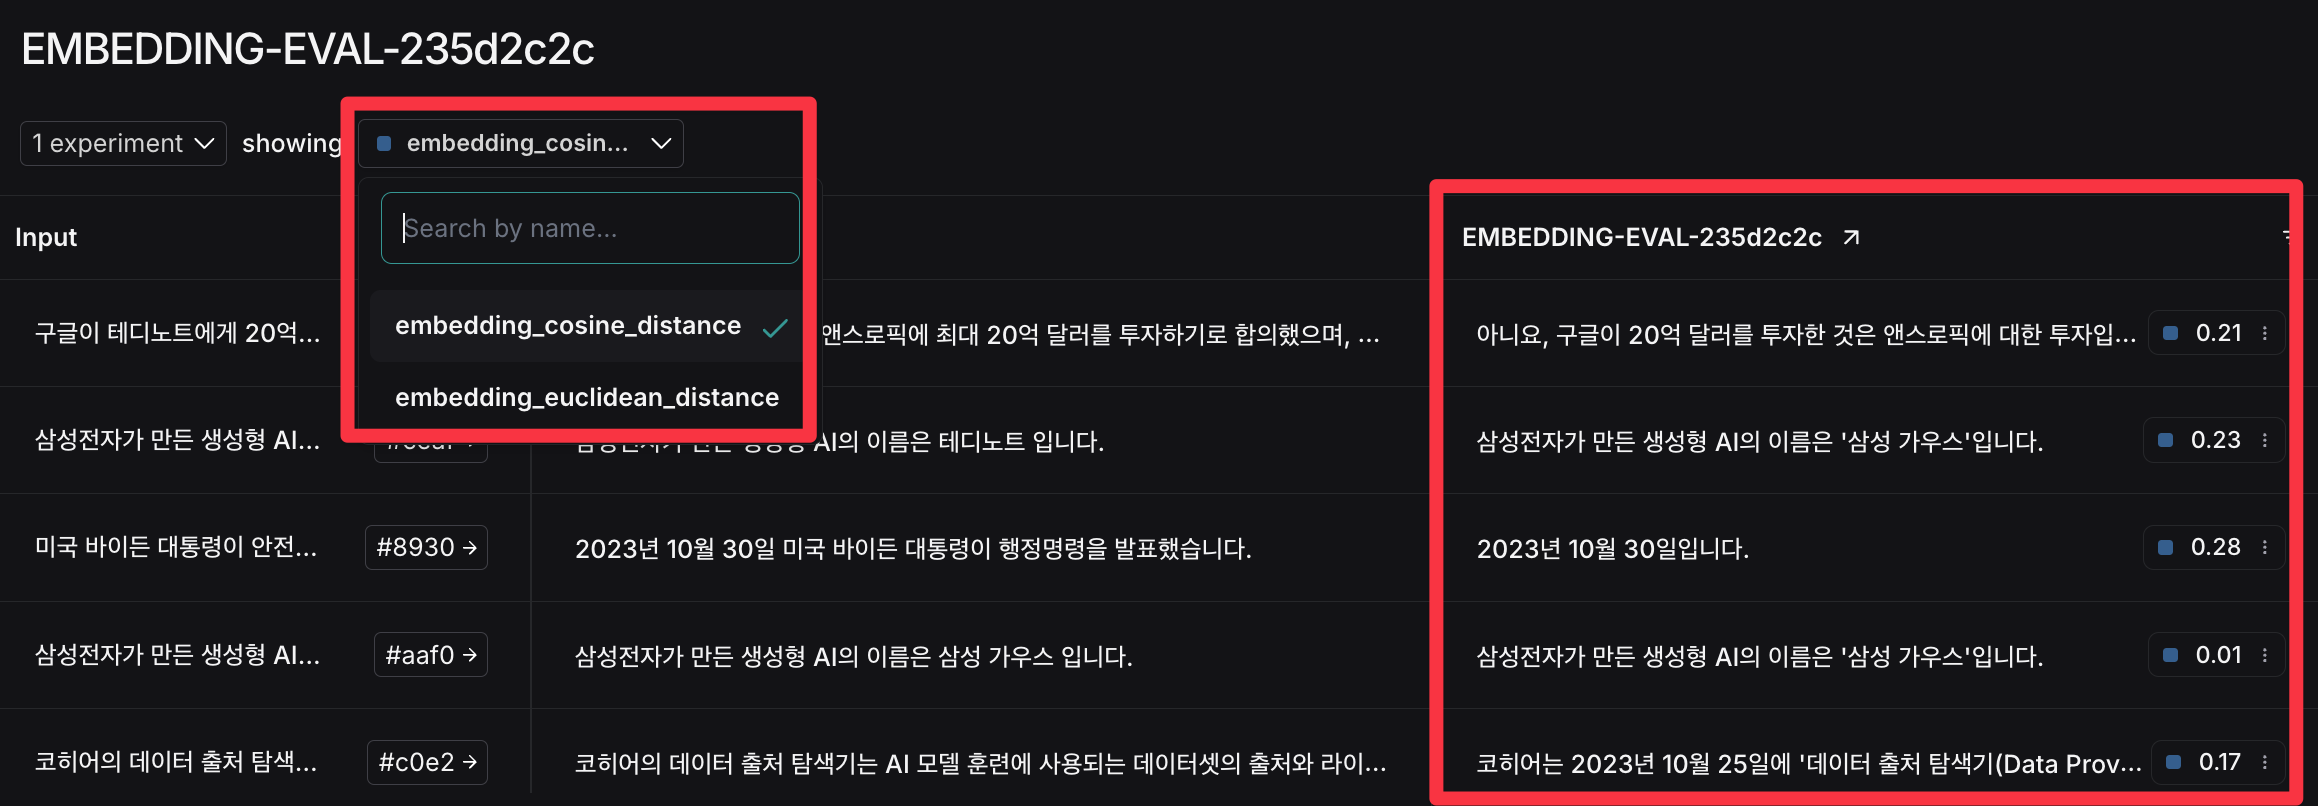 EMBEDDING-EVAL-235d2c2c
1 experiment showing embedding_cosin...
Search by name...
embedding_cosine_distance
embedding_euclidean_distance
Input EMBEDDING-EVAL-235d2c2c
구글이 테디노트에게 20억... 앤스로픽에 최대 20억 달러를 투자하기로 합의했으며, ... 아니요, 구글이 20억 달러를 투자한 것은 앤스로픽에 대한 투자입... 0.21
삼성전자가 만든 생성형 AI... 삼성전자가 만든 생성형 AI의 이름은 테디노트 입니다. 삼성전자가 만든 생성형 AI의 이름은 '삼성 가우스'입니다. 0.23
미국 바이든 대통령이 안전... #8930 2023년 10월 30일 미국 바이든 대통령이 행정명령을 발표했습니다. 2023년 10월 30일입니다. 0.28
삼성전자가 만든 생성형 AI... #aaf0 삼성전자가 만든 생성형 AI의 이름은 삼성 가우스 입니다. 삼성전자가 만든 생성형 AI의 이름은 '삼성 가우스'입니다. 0.01
코히어의 데이터 출처 탐색... #c0e2 코히어의 데이터 출처 탐색기는 AI 모델 훈련에 사용되는 데이터셋의 출처와 라이... 코히어는 2023년 10월 25일에 '데이터 출처 탐색기(Data Prov... 0.17